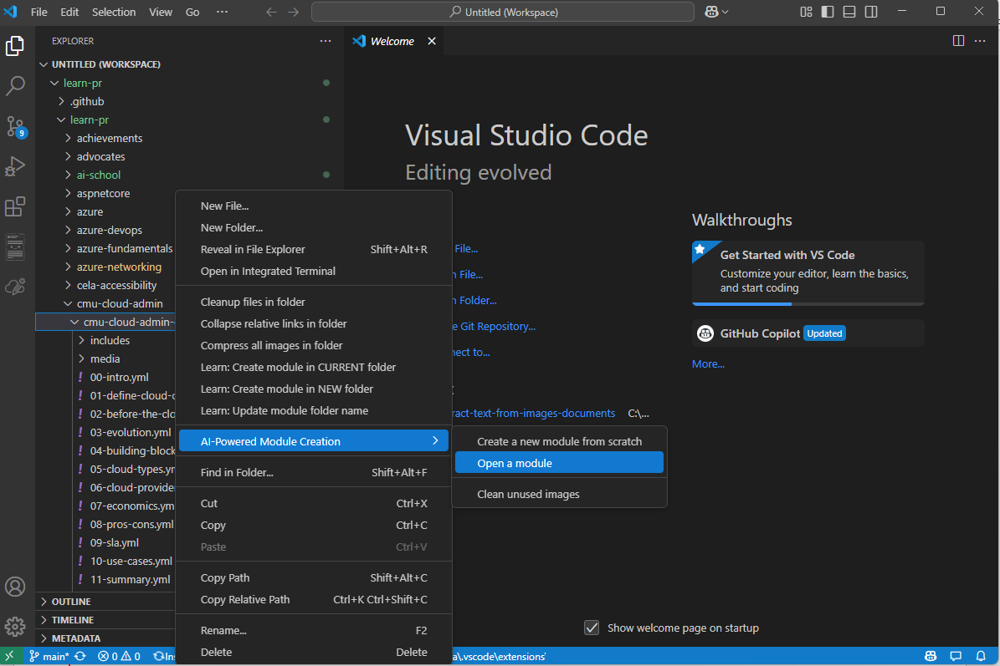 File Edit Selection View Go ···
Untitled (Workspace)
EXPLORER
Welcome
UNTITLED (WORKSPACE)
learn-pr
.github
learn-pr
achievements
advocates
ai-school
aspnetcore
azure
azure-devops
azure-fundamentals
azure-networking
cela-accessibility
cmu-cloud-admin
cmu-cloud-admin-
includes
media
00-intro.yml
01-define-cloud-c
02-before-the-clo
03-evolution.yml
04-building-block
05-cloud-types.ym
06-cloud-provide
07-economics.ym
08-pros-cons.yml
09-sla.yml
10-use-cases.yml
11-summary.yml
OUTLINE
TIMELINE
METADATA
9
New File...
New Folder...
Reveal in File Explorer Shift+Alt+R
Open in Integrated Terminal
Cleanup files in folder
Collapse relative links in folder
Compress all images in folder
Learn: Create module in CURRENT folder
Learn: Create module in NEW folder
Learn: Update module folder name
AI-Powered Module Creation
Find in Folder... Shift+Alt+F
Cut Ctrl+X
Copy Ctrl+C
Paste Ctrl+V
Copy Path Shift+Alt+C
Copy Relative Path Ctrl+K Ctrl+Shift+C
Rename... F2
Delete Delete
Create a new module from scratch
Open a module
Clean unused images
Visual Studio Code
Editing evolved
File...
File...
Folder...
Git Repository...
nect to...
ract-text-from-images-documents C:\...
Walkthroughs
Get Started with VS Code
Customize your editor, learn the basics,
and start coding
GitHub Copilot Updated
More...
Show welcome page on startup
main* 0 0 Ins
a\.vscode\extensions'